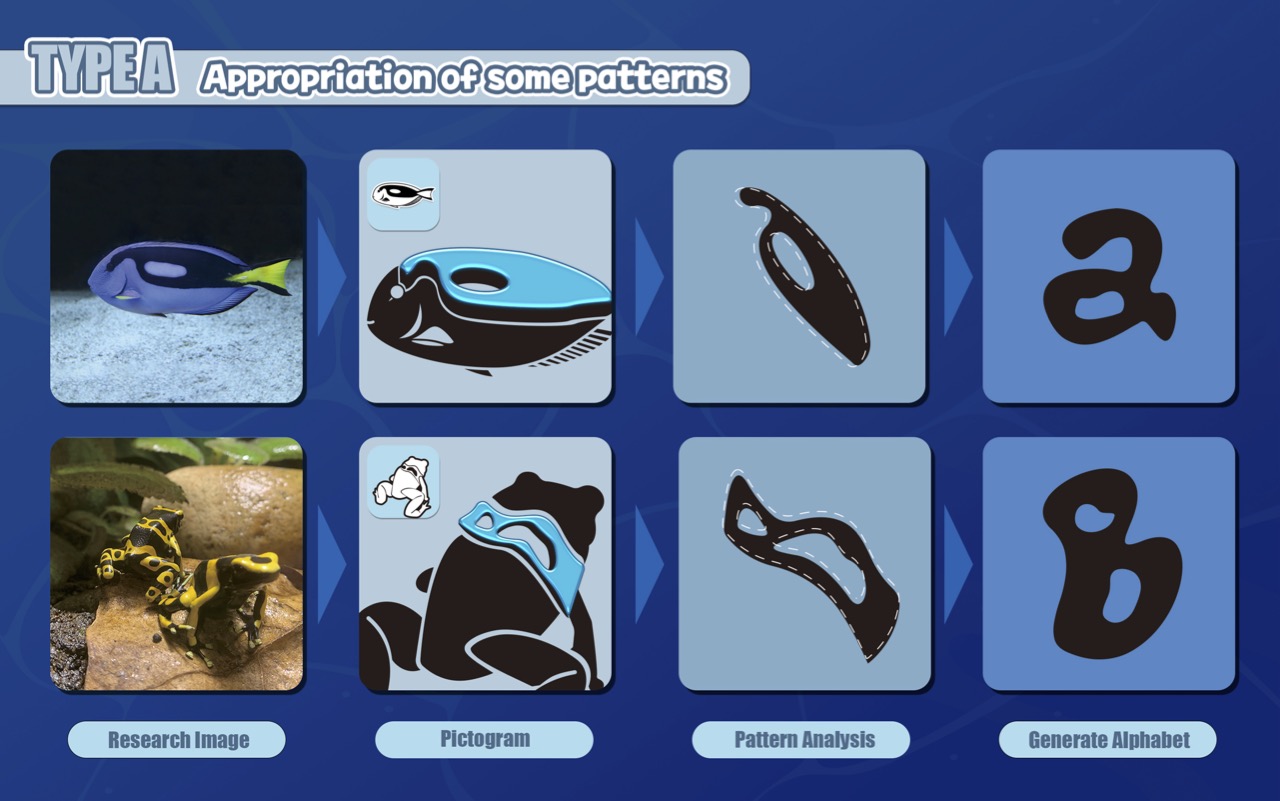 TYPE A Appropriation of some patterns
a
B
Research Image Pictogram Pattern Analysis Generate Alphabet